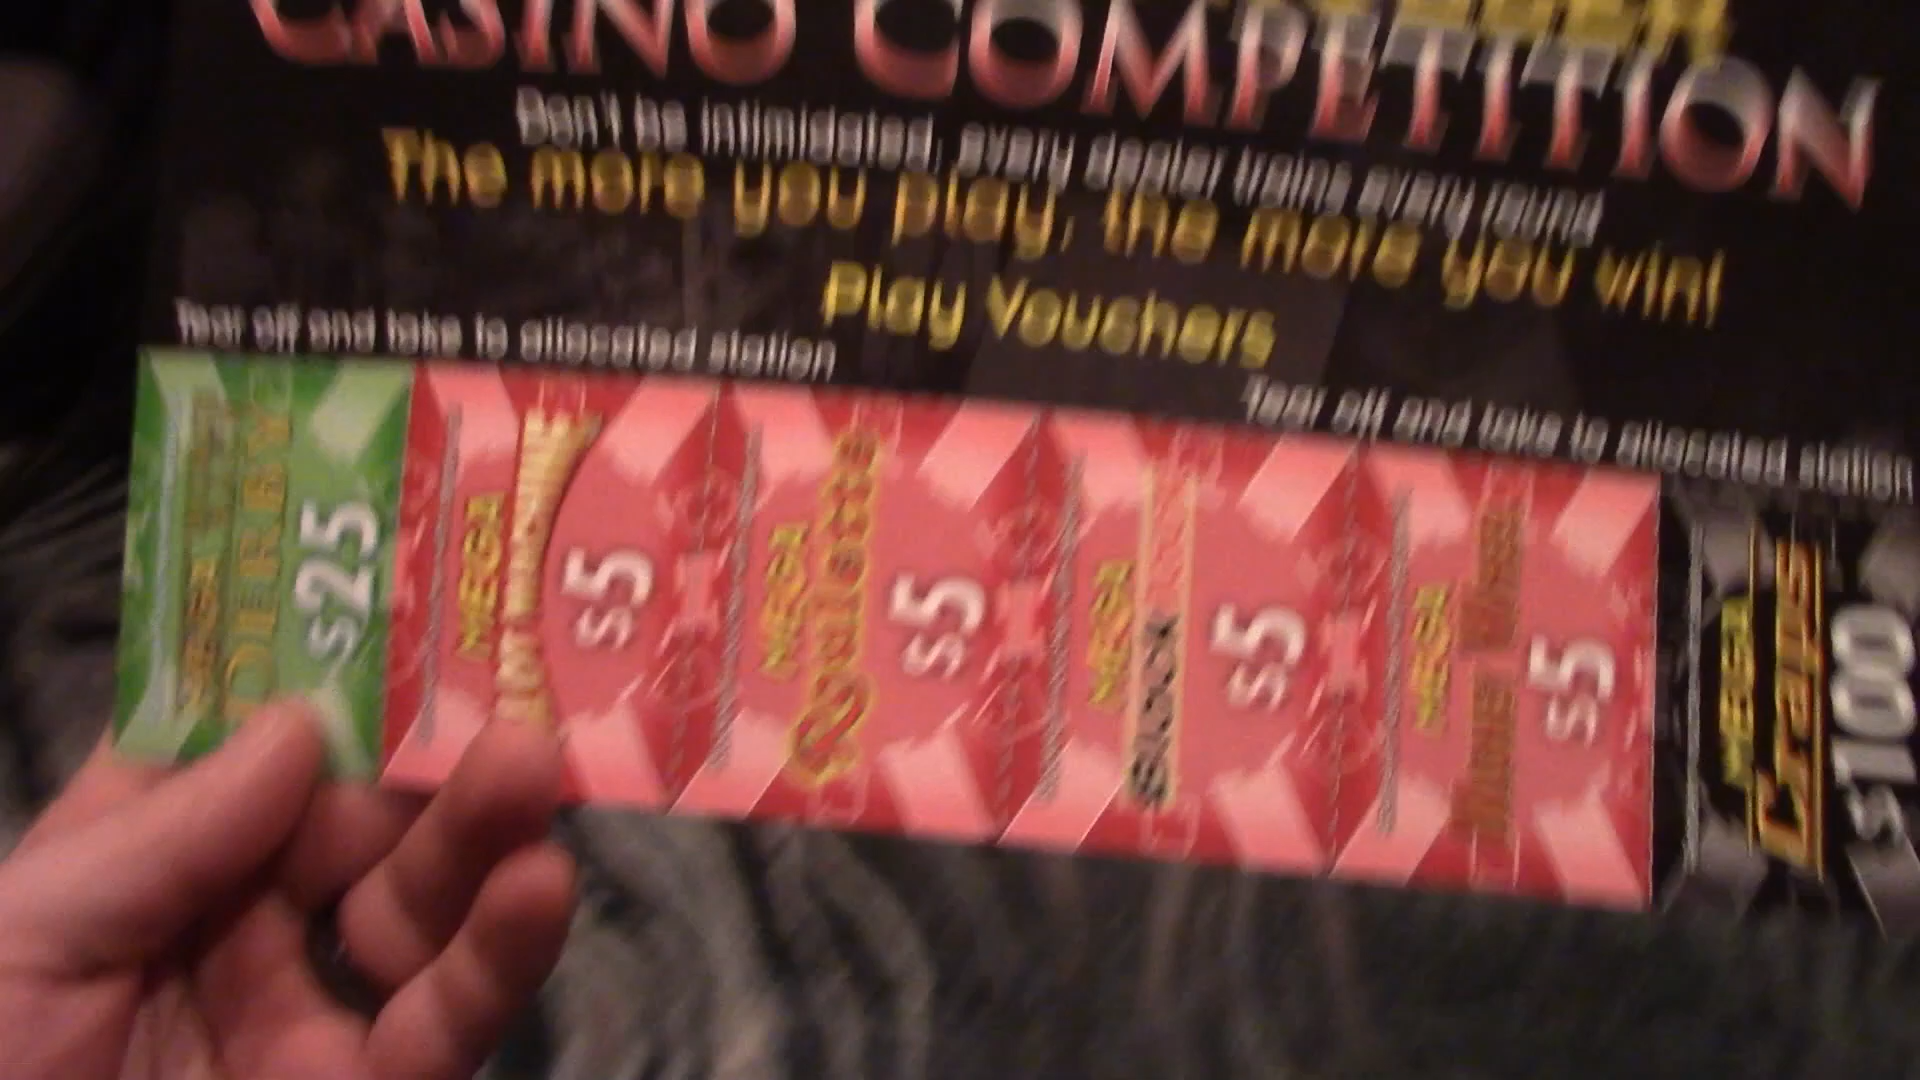 CASINO COMPETITION
Don't be intimidated, every dealer trains every round
The more you play, the more you win!
Play Vouchers
Tear off and take to allocated station
Tear off and take to allocated station
MEGA
DERBY
$25
MEGA
$5
MEGA
$5
MEGA
$5
MEGA
$5
MEGA
Craps
$100